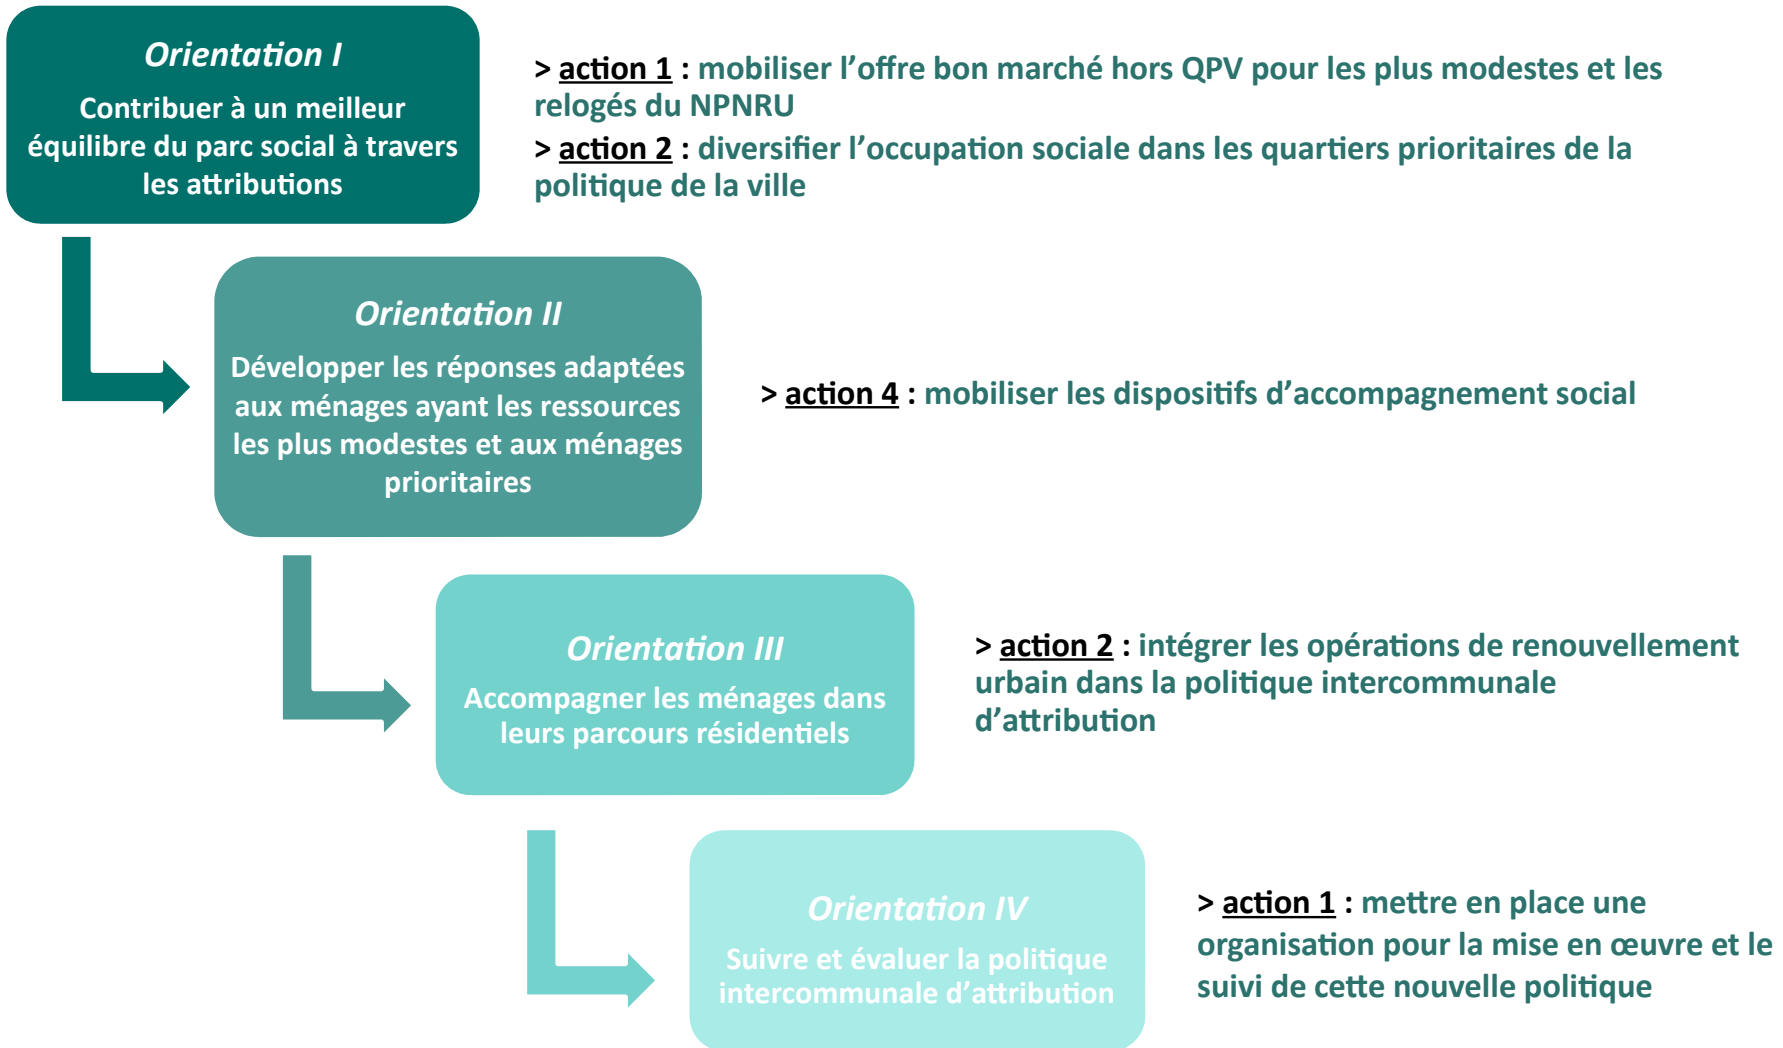 Orientation I
Contribuer à un meilleur
équilibre du parc social à travers
les attributions
> action 1 : mobiliser l’offre bon marché hors QPV pour les plus modestes et les
relogés du NPNRU
> action 2 : diversifier l’occupation sociale dans les quartiers prioritaires de la
politique de la ville
Orientation II
Développer les réponses adaptées
aux ménages ayant les ressources
les plus modestes et aux ménages
prioritaires
> action 4 : mobiliser les dispositifs d’accompagnement social
Orientation III
Accompagner les ménages dans
leurs parcours résidentiels
> action 2 : intégrer les opérations de renouvellement
urbain dans la politique intercommunale
d’attribution
Orientation IV
Suivre et évaluer la politique
intercommunale d’attribution
> action 1 : mettre en place une
organisation pour la mise en œuvre et le
suivi de cette nouvelle politique